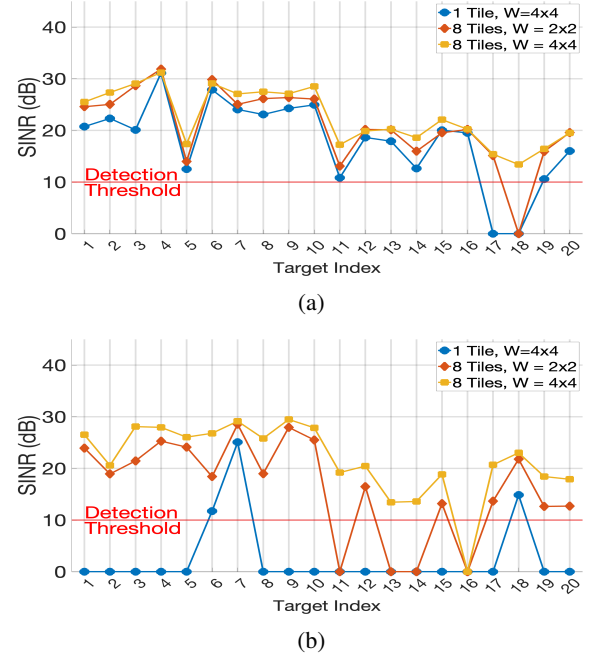 1 Tile, W=4x4
8 Tiles, W = 2x2
8 Tiles, W = 4x4
SINR (dB)
40
30
20
10
0
Detection
Threshold
1 2 3 4 5 6 7 8 9 10 11 12 13 14 15 16 17 18 19 20
Target Index
(a)
1 Tile, W=4x4
8 Tiles, W = 2x2
8 Tiles, W = 4x4
SINR (dB)
40
30
20
10
0
Detection
Threshold
1 2 3 4 5 6 7 8 9 10 11 12 13 14 15 16 17 18 19 20
Target Index
(b)